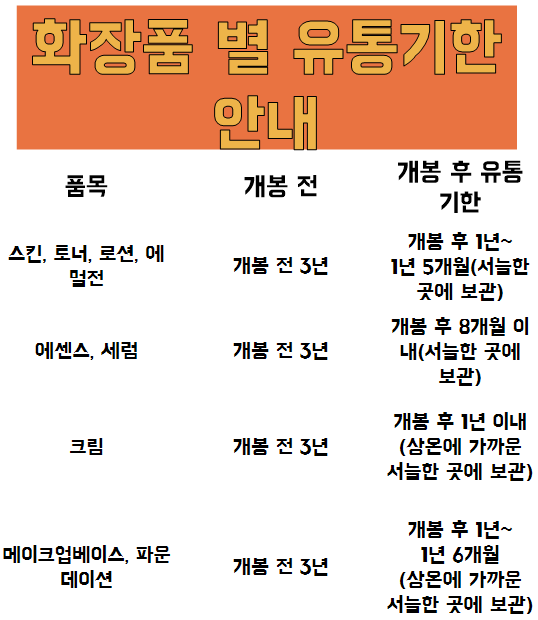 화장품 별 유통기한
안내
품목
개봉 전
개봉 후 유통
기한
스킨, 토너, 로션, 에
멀전
개봉 전 3년
개봉 후 1년~
1년 5개월(서늘한
곳에 보관)
에센스, 세럼
개봉 전 3년
개봉 후 8개월 이
내(서늘한 곳에
보관)
크림
개봉 전 3년
개봉 후 1년 이내
(상온에 가까운
서늘한 곳에 보관)
메이크업베이스, 파운
데이션
개봉 전 3년
개봉 후 1년~
1년 6개월
(상온에 가까운
서늘한 곳에 보관)